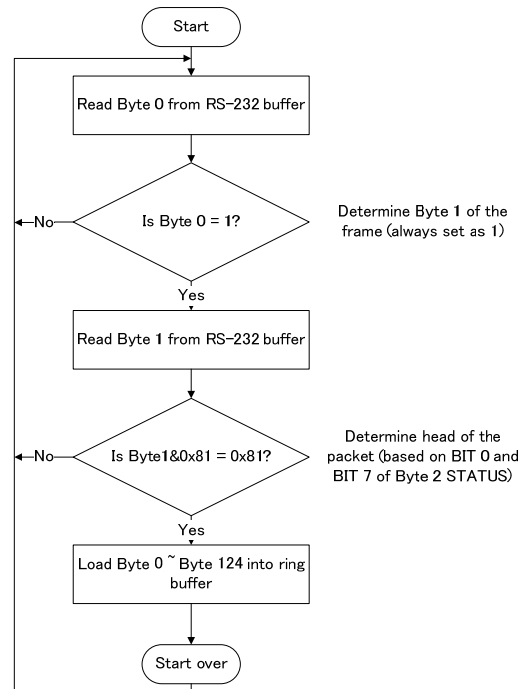 Start
Read Byte 0 from RS-232 buffer
Is Byte 0 = 1?
No
Determine Byte 1 of the
frame (always set as 1)
Yes
Read Byte 1 from RS-232 buffer
Is Byte1&0x81 = 0x81?
No
Determine head of the
packet (based on BIT 0 and
BIT 7 of Byte 2 STATUS)
Yes
Load Byte 0 ~ Byte 124 into ring
buffer
Start over